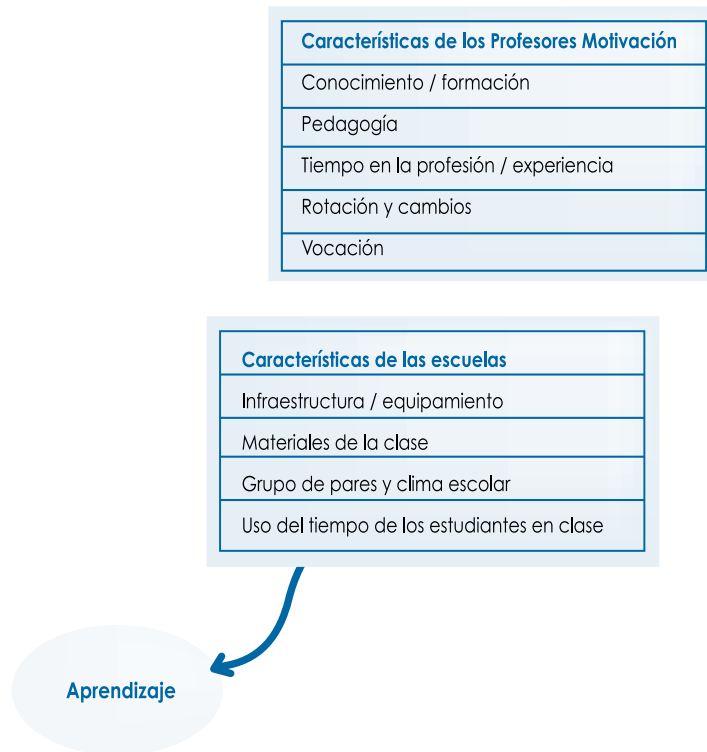 Características de los Profesores Motivación
Conocimiento / formación
Pedagogía
Tiempo en la profesión / experiencia
Rotación y cambios
Vocación
Características de las escuelas
Infraestructura / equipamiento
Materiales de la clase
Grupo de pares y clima escolar
Uso del tiempo de los estudiantes en clase
Aprendizaje